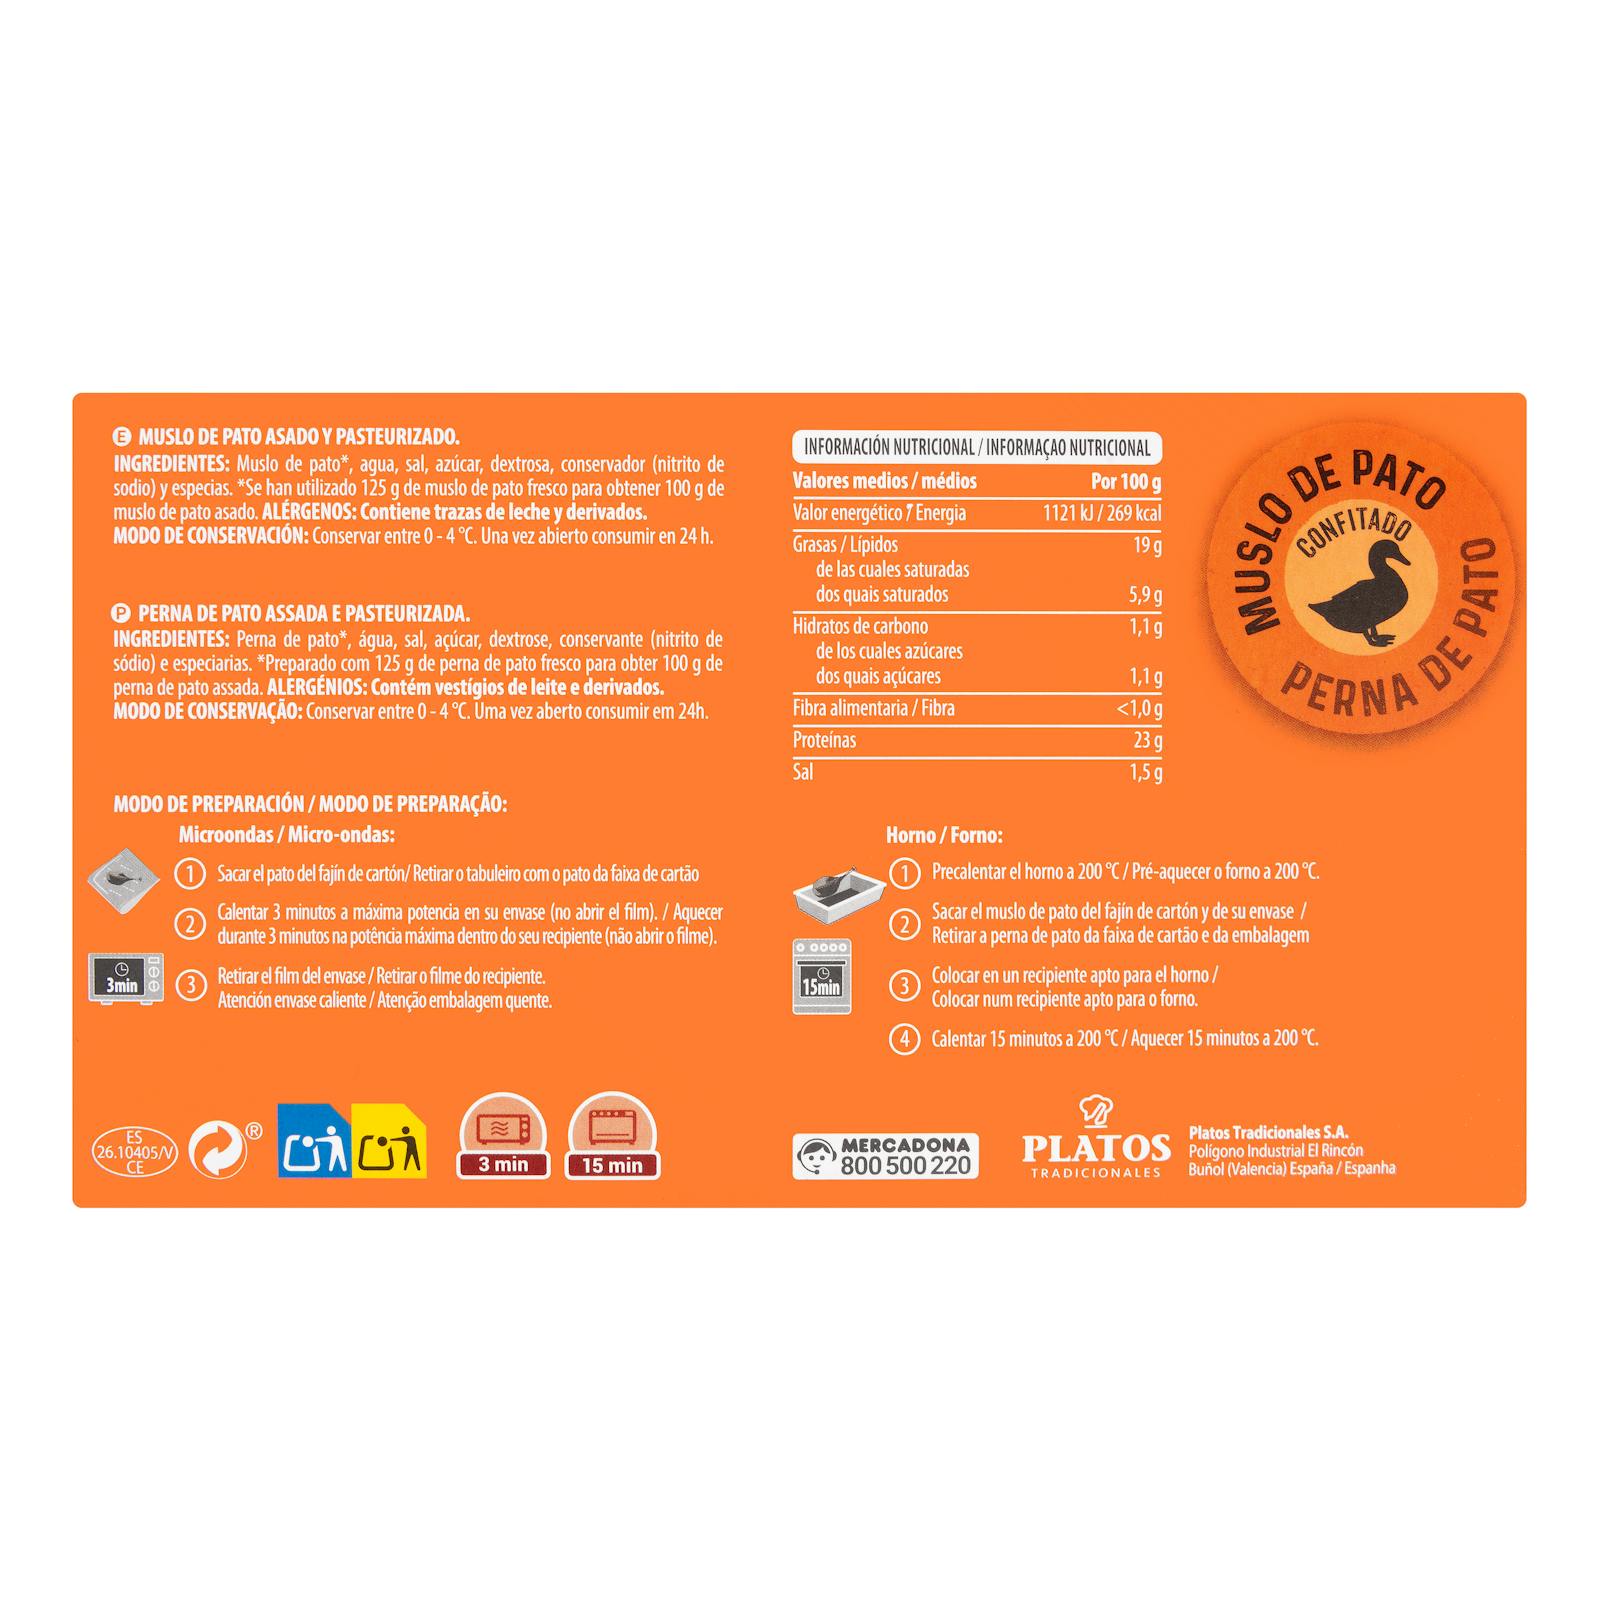 E MUSLO DE PATO ASADO Y PASTEURIZADO.
INGREDIENTES: Muslo de pato*, agua, sal, azúcar, dextrosa, conservador (nitrito de
sodio) y especias. *Se han utilizado 125 g de muslo de pato fresco para obtener 100 g de
muslo de pato asado. ALÉRGENOS: Contiene trazas de leche y derivados.
MODO DE CONSERVACIÓN: Conservar entre 0 - 4 °C. Una vez abierto consumir en 24 h.
P PERNA DE PATO ASSADA E PASTEURIZADA.
INGREDIENTES: Perna de pato*, água, sal, açúcar, dextrose, conservante (nitrito de
sódio) e especiarias. *Preparado com 125 g de perna de pato fresco para obter 100 g de
perna de pato assada. ALERGÉNIOS: Contém vestígios de leite e derivados.
MODO DE CONSERVAÇÃO: Conservar entre 0 - 4 °C. Uma vez aberto consumir em 24h.
INFORMACIÓN NUTRICIONAL / INFORMAÇAO NUTRICIONAL
Valores medios / médios Por 100 g
Valor energético / Energia 1121 kJ / 269 kcal
Grasas / Lípidos 19 g
de las cuales saturadas
dos quais saturados 5,9 g
Hidratos de carbono 1,1 g
de los cuales azúcares
dos quais açúcares 1,1 g
Fibra alimentaria / Fibra <1,0 g
Proteínas 23 g
Sal 1,5 g
MUSLO DE PATO
CONFITADO
PERNA DE PATO
MODO DE PREPARACIÓN / MODO DE PREPARAÇÃO:
Microondas / Micro-ondas:
1 Sacar el pato del fajín de cartón/ Retirar o tabuleiro com o pato da faixa de cartão
2 Calentar 3 minutos a máxima potencia en su envase (no abrir el film). / Aquecer
durante 3 minutos na potência máxima dentro do seu recipiente (não abrir o filme).
3min
3 Retirar el film del envase / Retirar o filme do recipiente.
Atención envase caliente / Atenção embalagem quente.
Horno / Forno:
1 Precalentar el horno a 200 °C / Pré-aquecer o forno a 200 °C.
2 Sacar el muslo de pato del fajín de cartón y de su envase /
Retirar a perna de pato da faixa de cartão e da embalagem
15min
3 Colocar en un recipiente apto para el horno /
Colocar num recipiente apto para o forno.
4 Calentar 15 minutos a 200 °C / Aquecer 15 minutos a 200 °C.
ES
26.10405/V
CE
®
3 min
15 min
MERCADONA
800 500 220
PLATOS
TRADICIONALES
Platos Tradicionales S.A.
Polígono Industrial El Rincón
Buñol (Valencia) España / Espanha